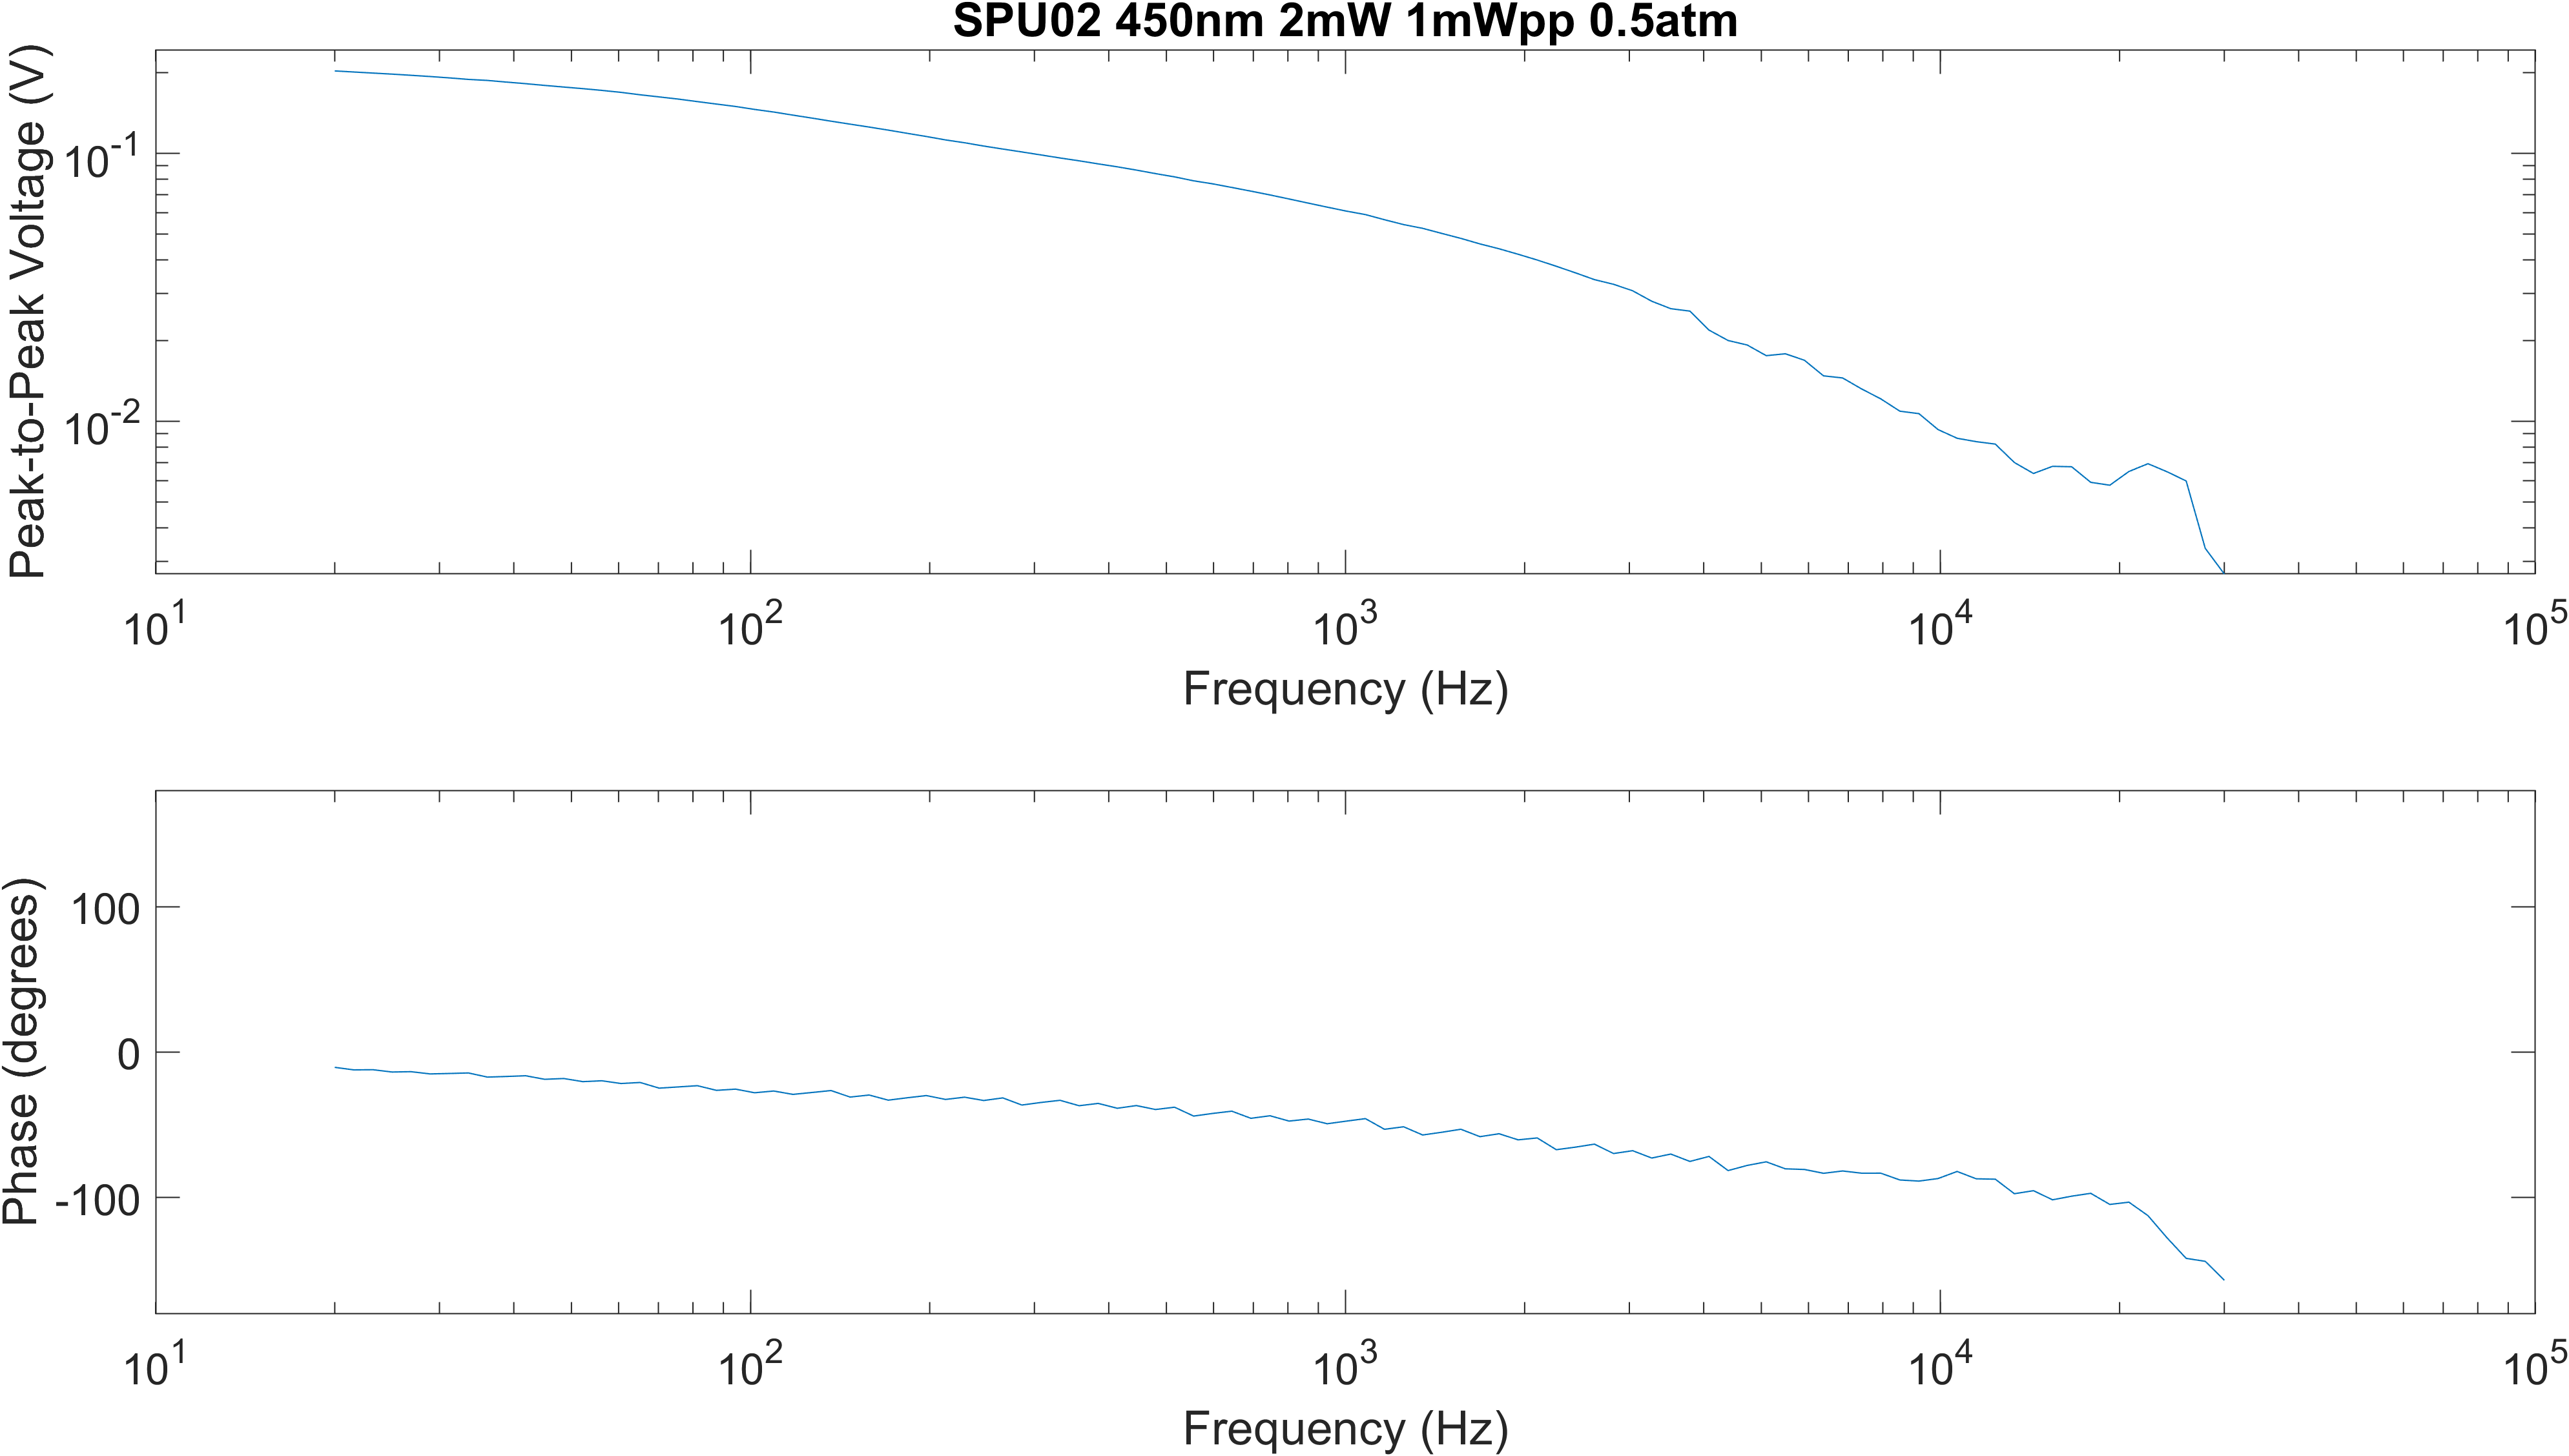 SPU02 450nm 2mW 1mWpp 0.5atm
Peak-to-Peak Voltage (V)
10^-1
10^-2
10^1 10^2 10^3 10^4 10^5
Frequency (Hz)
Phase (degrees)
100
0
-100
10^1 10^2 10^3 10^4 10^5
Frequency (Hz)